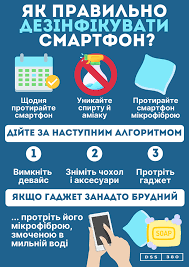 ЯК ПРАВИЛЬНО
ДЕЗІНФІКУВАТИ
СМАРТФОН?
Щодня
протирайте
смартфон
Уникайте
спирту й
аміаку
Протирайте
смартфон
мікрофіброю
ДІЙТЕ ЗА НАСТУПНИМ АЛГОРИТМОМ
1
2
3
Вимкніть
девайс
Зніміть чохол
і аксесуари
Протріть
гаджет
ЯКЩО ГАДЖЕТ ЗАНАДТО БРУДНИЙ
... протріть його
мікрофіброю,
змоченою в
мильній воді
SOAP
DSS | 360